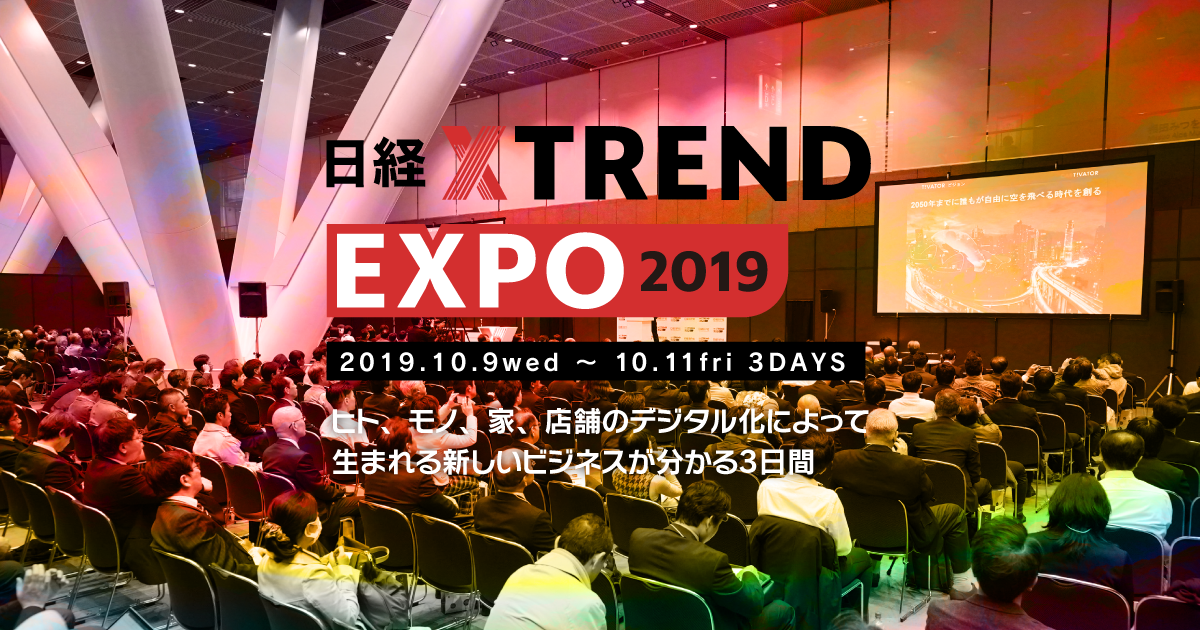 日経 X TREND
EXPO 2019
2019.10.9wed ～ 10.11fri 3DAYS
ヒト、モノ、家、店舗のデジタル化によって
生まれる新しいビジネスが分かる3日間
TIVATOR
2050年までに誰もが自由に空を飛べる時代を創る